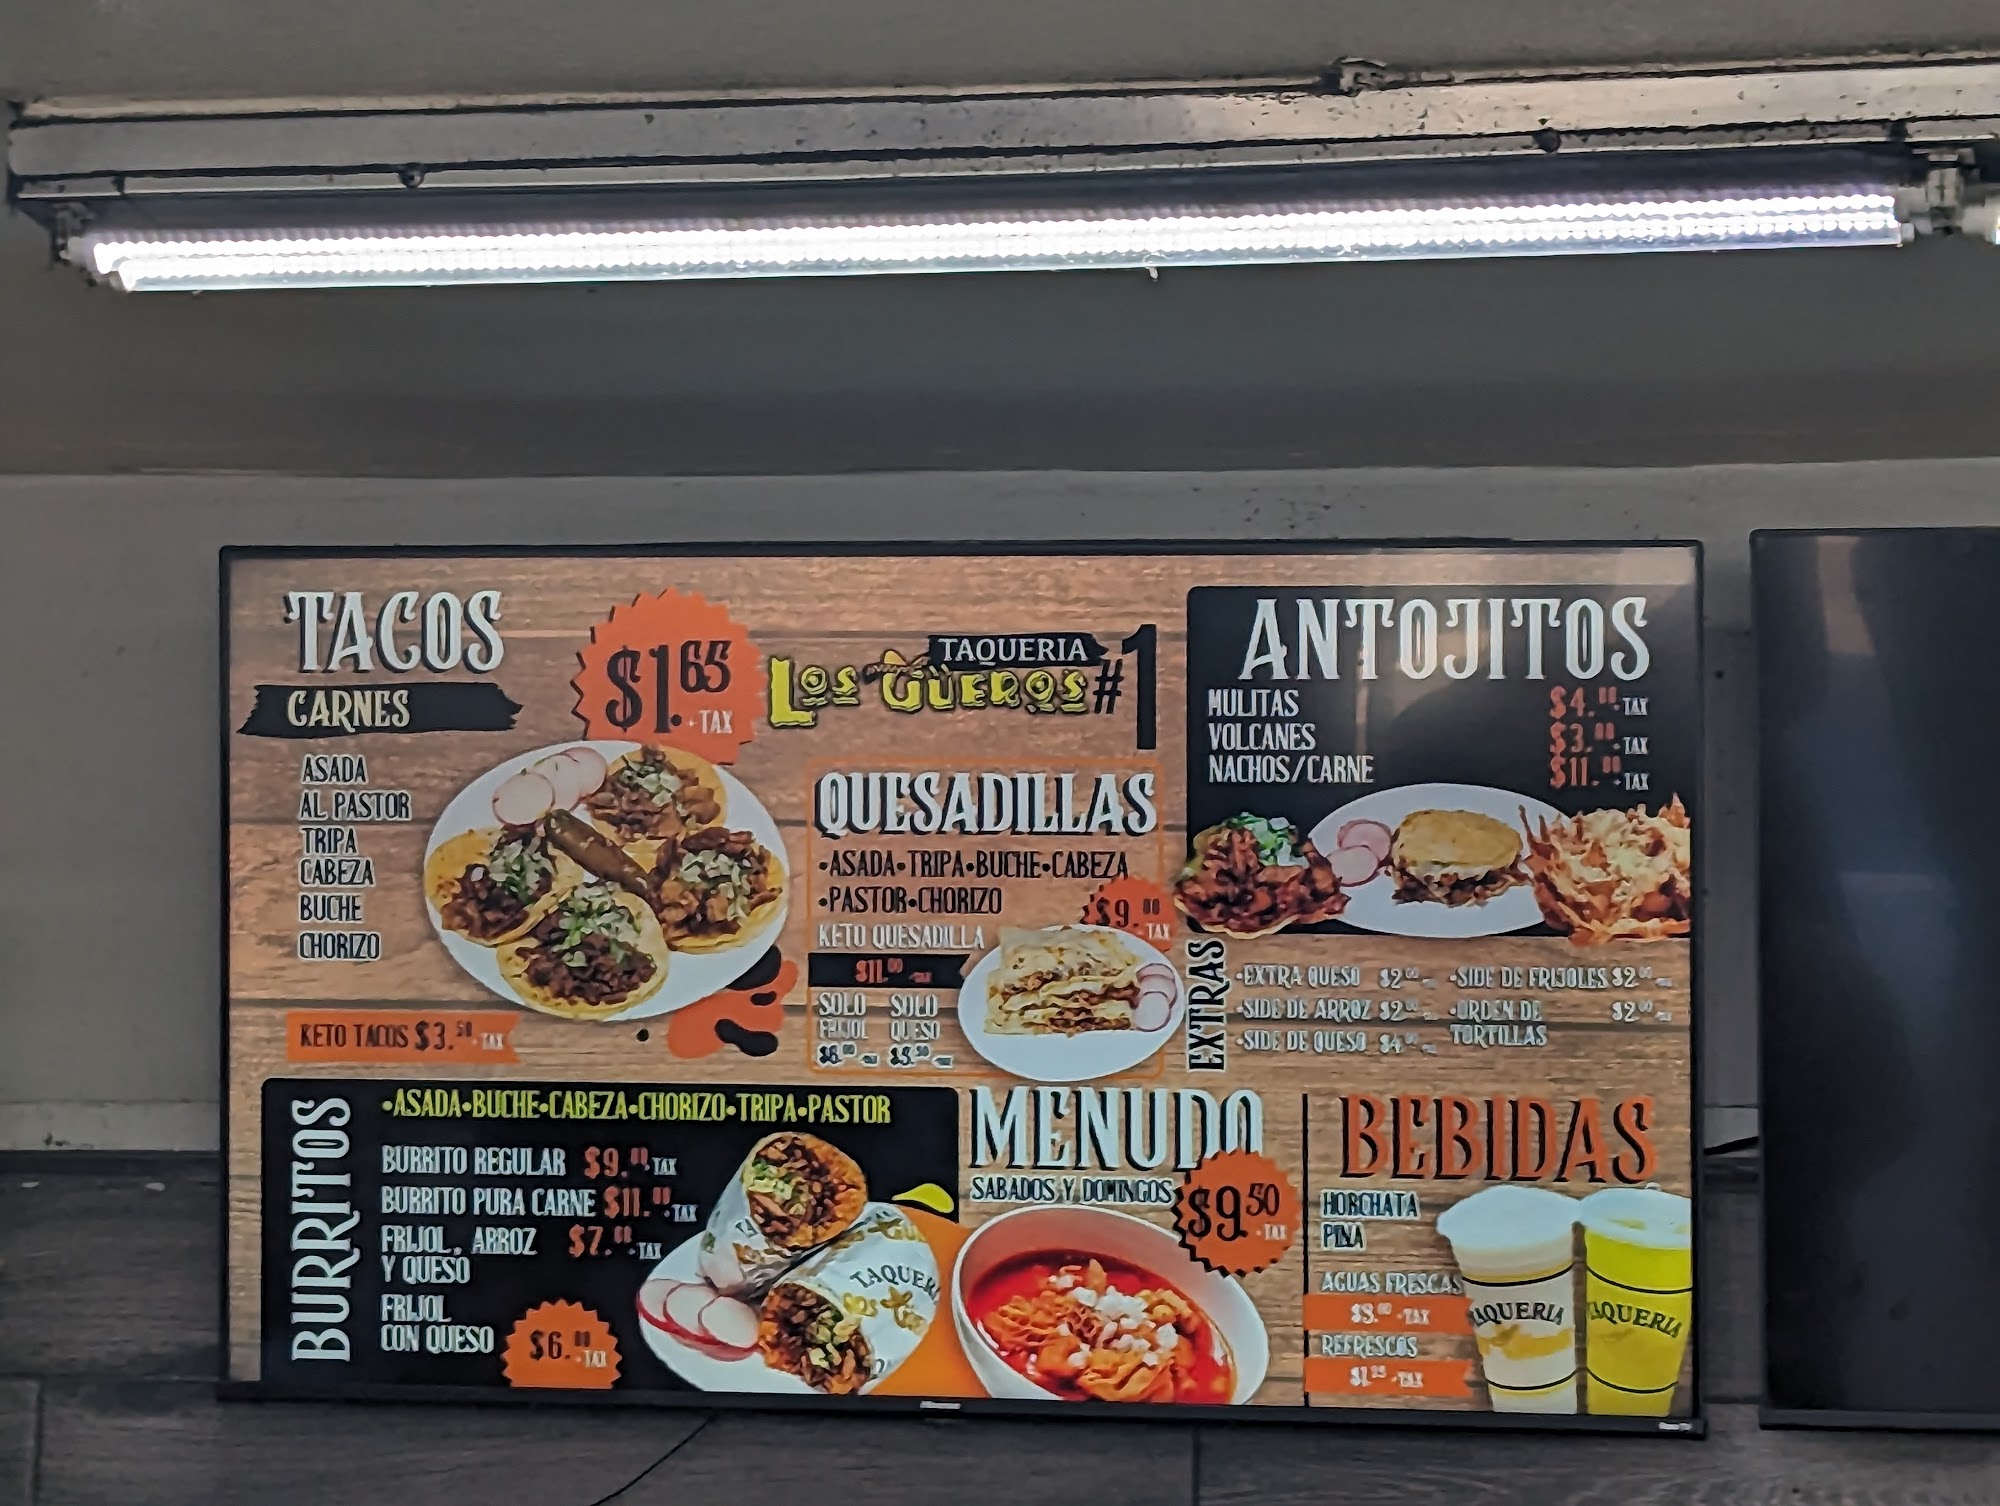 TACOS
CARNES
ASADA
AL PASTOR
TRIPA
CABEZA
BUCHE
CHORIZO
$1.65 + TAX
KETO TACOS $3.50 + TAX
TAQUERIA
LOS GÜEROS #1
QUESADILLAS
•ASADA•TRIPA•BUCHE•CABEZA
•PASTOR•CHORIZO
$9.00 + TAX
KETO QUESADILLA
$11.00 + TAX
SOLO SOLO
FRIJOL QUESO
ANTOJITOS
MULITAS $4.00 + TAX
VOLCANES $3.00 + TAX
NACHOS/CARNE $11.00 + TAX
EXTRAS
•EXTRA QUESO $2.00 •SIDE DE FRIJOLES $2.00
•SIDE DE ARROZ $2.00 •ORDEN DE $2.00
TORTILLAS
•SIDE DE QUESO $4.00
BURRITOS
•ASADA•BUCHE•CABEZA•CHORIZO•TRIPA•PASTOR
BURRITO REGULAR $9.00 + TAX
BURRITO PURA CARNE $11.00 + TAX
FRIJOL, ARROZ $7.00 + TAX
Y QUESO
FRIJOL
CON QUESO $6.00 + TAX
TAQUERI
MENUDO
SABADOS Y DOMINGOS
$9.50 + TAX
BEBIDAS
HORCHATA
PINA
AGUAS FRESCAS
+ TAX
REFRESCOS
+ TAX
TAQUERIA
TAQUERIA
Hisense